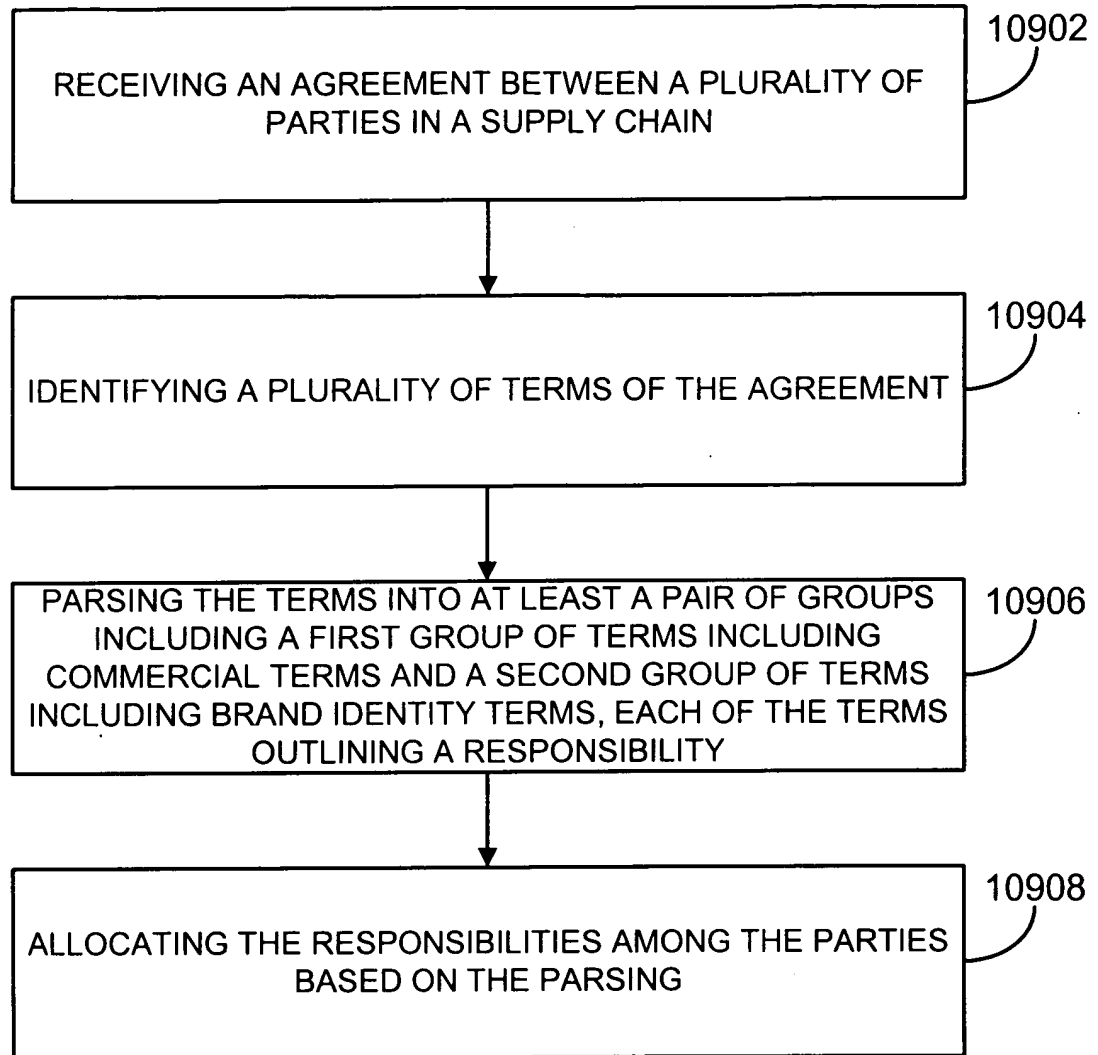 10902
RECEIVING AN AGREEMENT BETWEEN A PLURALITY OF
PARTIES IN A SUPPLY CHAIN
10904
IDENTIFYING A PLURALITY OF TERMS OF THE AGREEMENT
10906
PARSING THE TERMS INTO AT LEAST A PAIR OF GROUPS
INCLUDING A FIRST GROUP OF TERMS INCLUDING
COMMERCIAL TERMS AND A SECOND GROUP OF TERMS
INCLUDING BRAND IDENTITY TERMS, EACH OF THE TERMS
OUTLINING A RESPONSIBILITY
10908
ALLOCATING THE RESPONSIBILITIES AMONG THE PARTIES
BASED ON THE PARSING